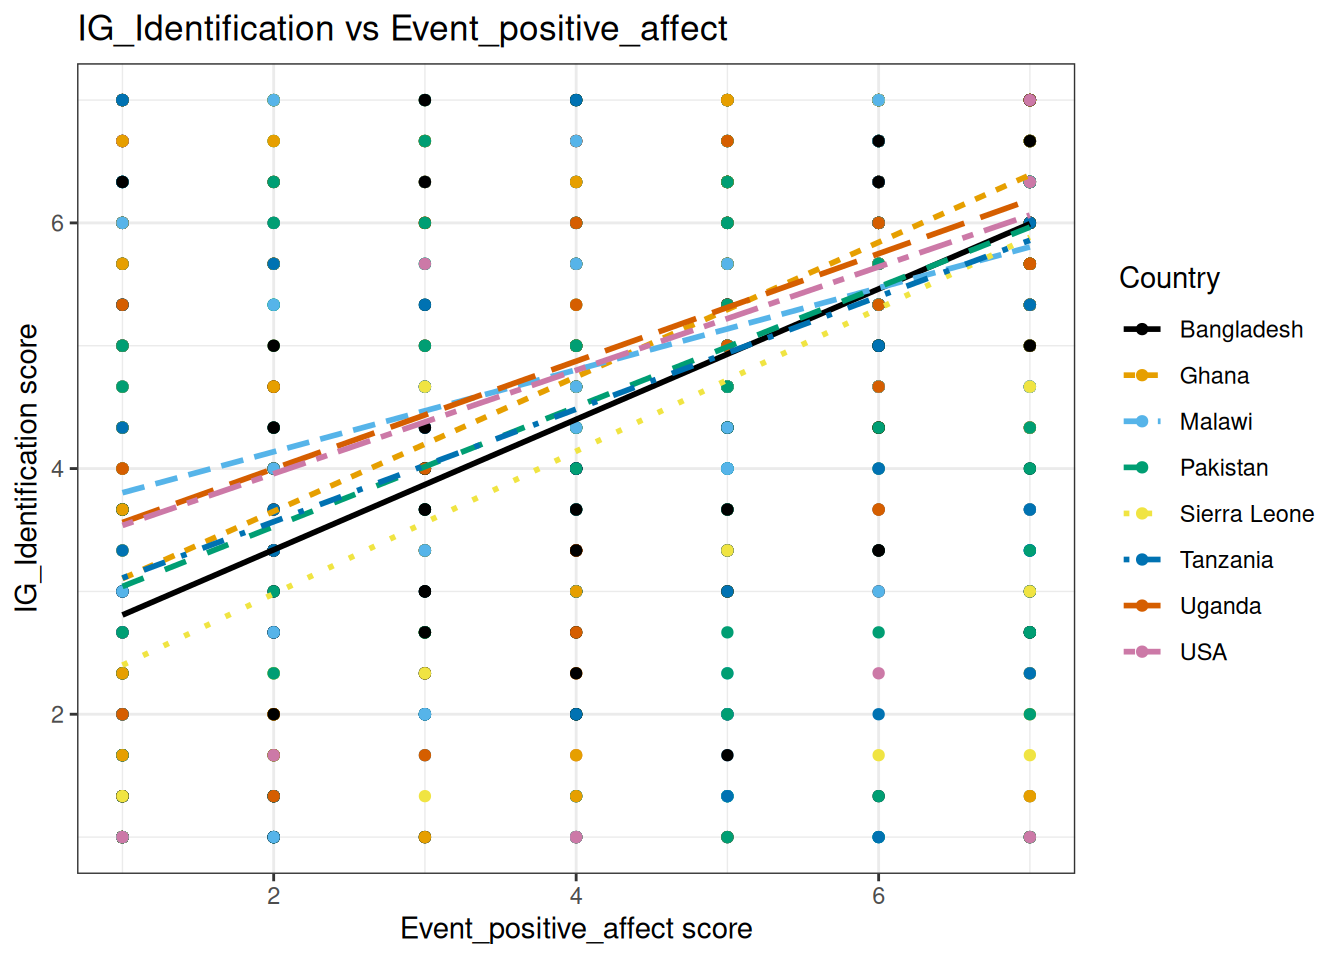 IG_Identification vs Event_positive_affect
IG_Identification score
6
4
2
2
4
6
Event_positive_affect score
Country
Bangladesh
Ghana
Malawi
Pakistan
Sierra Leone
Tanzania
Uganda
USA